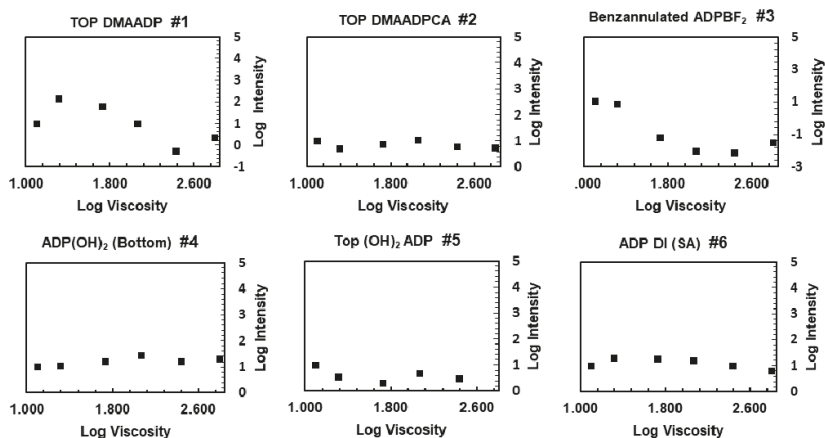 TOP DMAADP #1
5
4
3
2
1
0
-1
Log Intensity
1.000 1.800 2.600
Log Viscosity
TOP DMAADPCA #2
5
4
3
2
1
0
Log Intensity
1.000 1.800 2.600
Log Viscosity
Benzannulated ADPBF₂ #3
5
3
1
-1
-3
Log Intensity
.000 1.800 2.600
Log Viscosity
ADP(OH)₂ (Bottom) #4
5
4
3
2
1
0
Log Intensity
1.000 1.800 2.600
Log Viscosity
Top (OH)₂ ADP #5
5
4
3
2
1
0
Log Intensity
1.000 1.800 2.600
Log Viscosity
ADP DI (SA) #6
5
4
3
2
1
0
Log Intensity
1.000 1.800 2.600
Log Viscosity